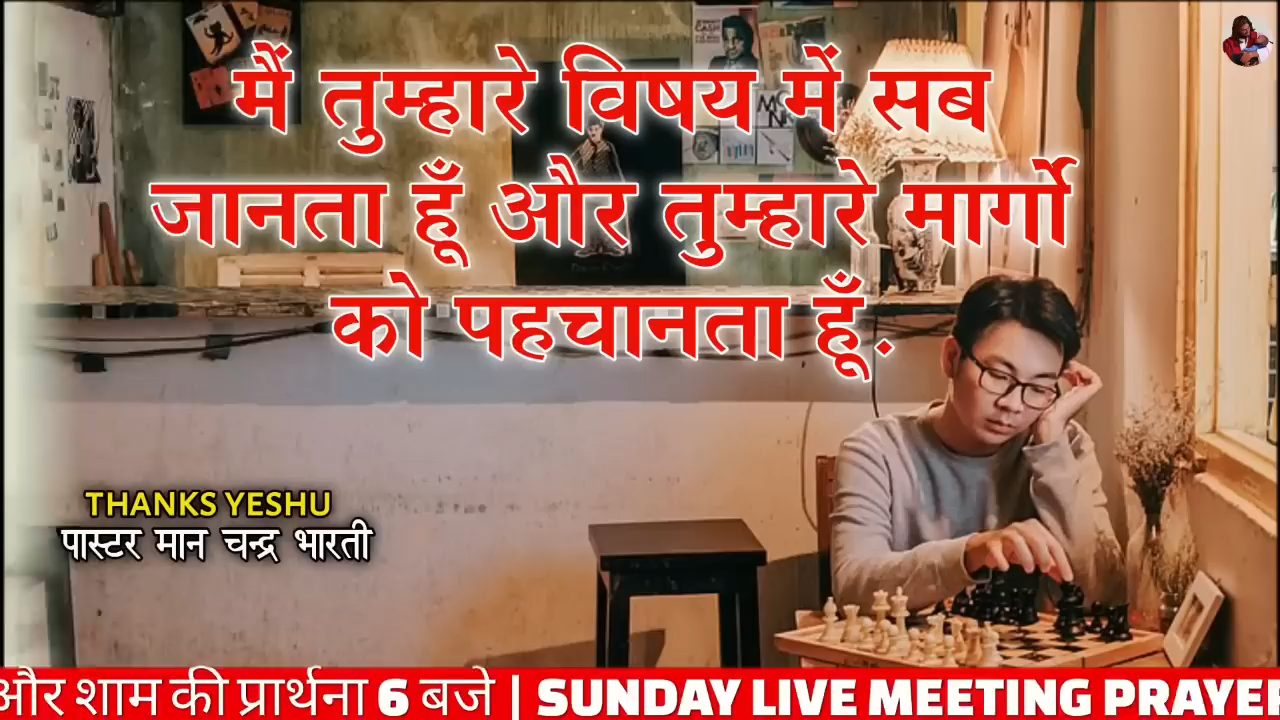 मैं तुम्हारे विषय में सब
जानता हूँ और तुम्हारे मार्गो
को पहचानता हूँ.
CASH
THANKS YESHU
पास्टर मान चन्द्र भारती
और शाम की प्रार्थना 6 बजे | SUNDAY LIVE MEETING PRAYER